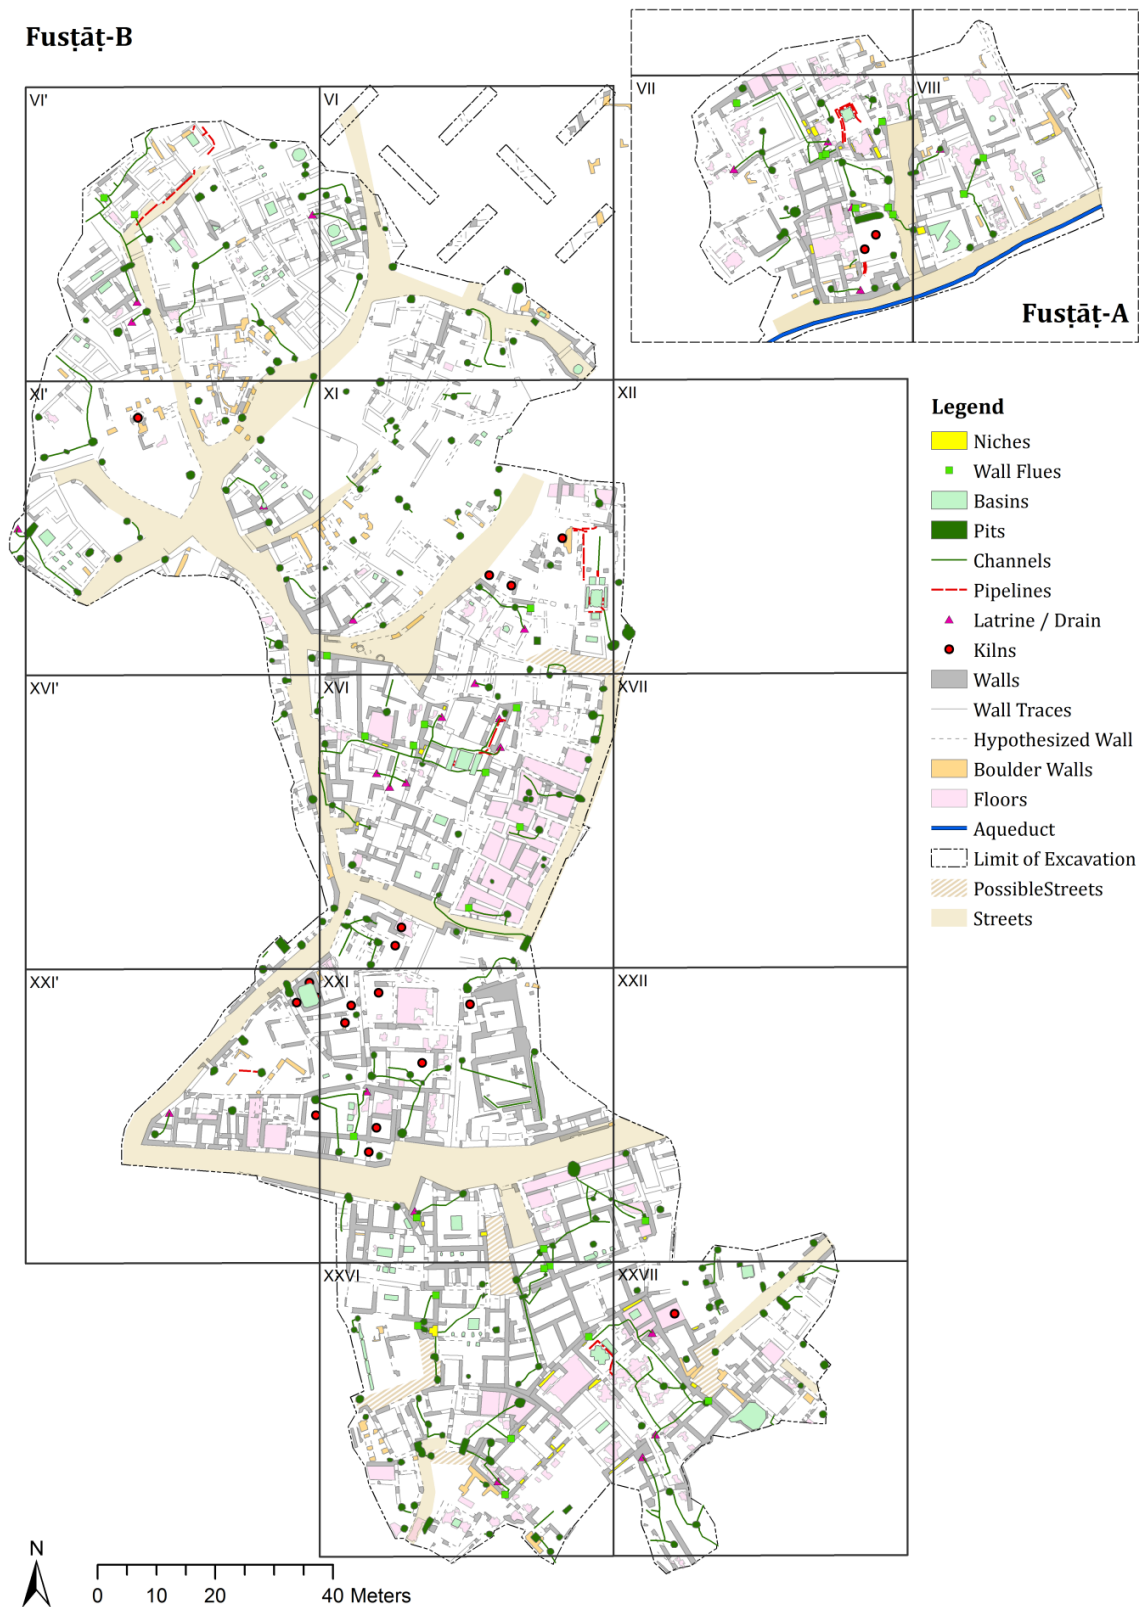 Fusṭāṭ-B
VII
VIII
Fusṭāṭ-A
VI'
VI
XI'
XI
XII
XVI'
XVI
XVII
XXI'
XXI
XXII
XXVI
XXVII
Legend
Niches
Wall Flues
Basins
Pits
Channels
Pipelines
Latrine / Drain
Kilns
Walls
Wall Traces
Hypothesized Wall
Boulder Walls
Floors
Aqueduct
Limit of Excavation
PossibleStreets
Streets
N
0 10 20 40 Meters